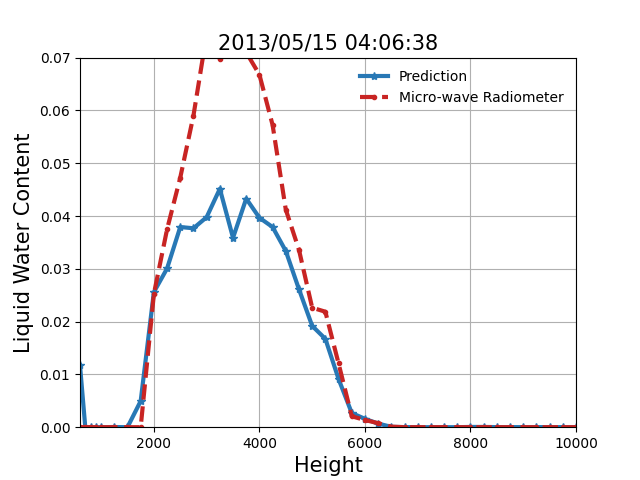 2013/05/15 04:06:38
0.07
0.06
0.05
0.04
0.03
0.02
0.01
0.00
Liquid Water Content
Prediction
Micro-wave Radiometer
2000 4000 6000 8000 10000
Height